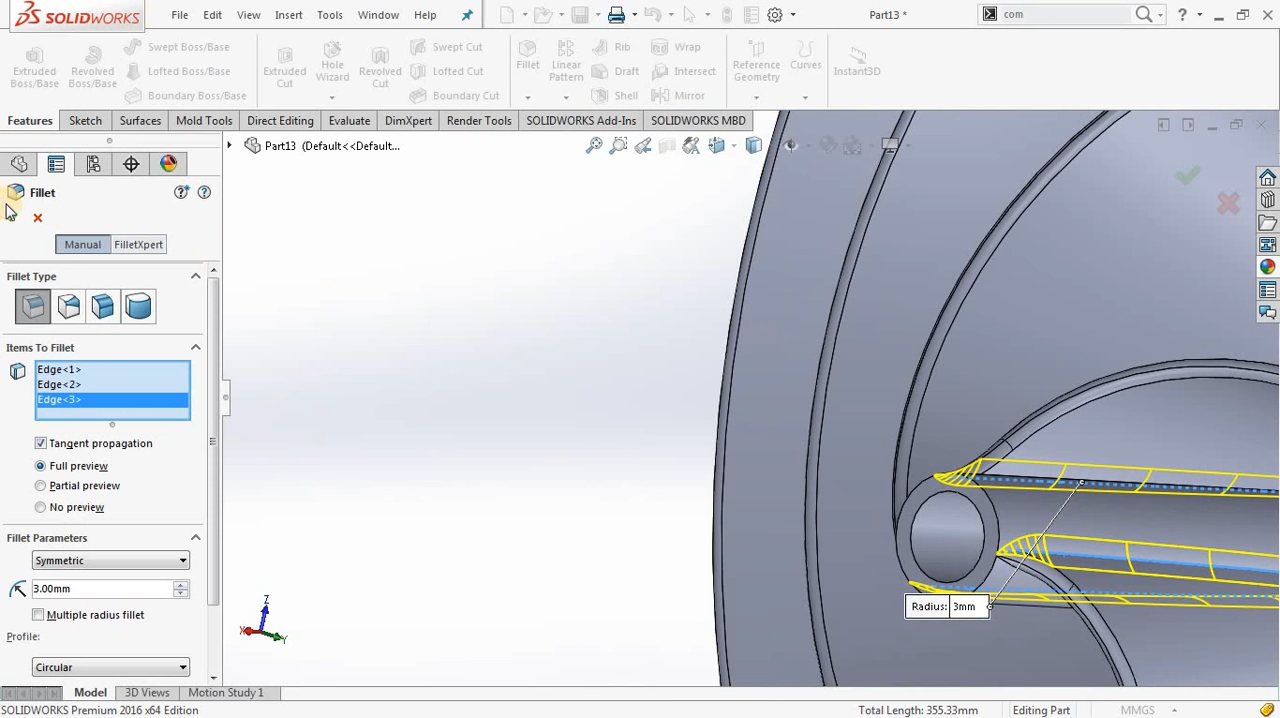 SOLIDWORKS
File Edit View Insert Tools Window Help
Part13 *
com
Extruded Boss/Base
Revolved Boss/Base
Swept Boss/Base
Lofted Boss/Base
Boundary Boss/Base
Extruded Cut
Hole Wizard
Revolved Cut
Swept Cut
Lofted Cut
Boundary Cut
Fillet
Linear Pattern
Rib
Draft
Shell
Wrap
Intersect
Mirror
Reference Geometry
Curves
Instant3D
Features Sketch Surfaces Mold Tools Direct Editing Evaluate DimXpert Render Tools SOLIDWORKS Add-Ins SOLIDWORKS MBD
Part13 (Default<<Default...
Fillet
Manual FilletXpert
Fillet Type
Items To Fillet
Edge<1>
Edge<2>
Edge<3>
Tangent propagation
Full preview
Partial preview
No preview
Fillet Parameters
Symmetric
3.00mm
Multiple radius fillet
Profile:
Circular
Radius: 3mm
Z
X
Y
Model 3D Views Motion Study 1
SOLIDWORKS Premium 2016 x64 Edition
Total Length: 355.33mm
Editing Part
MMGS